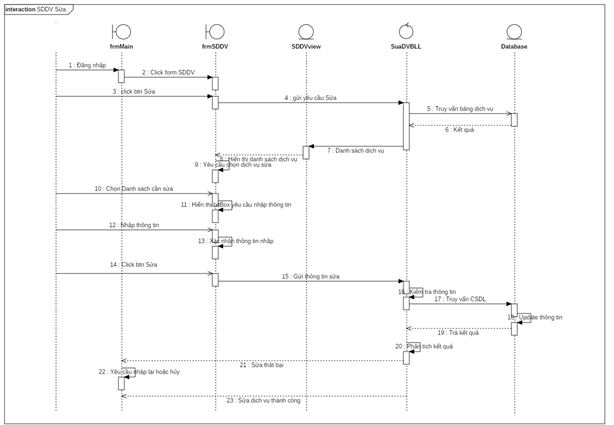 interaction SDDV Sửa
frmMain
frmSDDV
SDDVview
SuaDVBLL
Database
1 : Đăng nhập
2 : Click form SDDV
3 : click btn Sửa
4 : gửi yêu cầu Sửa
5 : Truy vấn bảng dịch vụ
6 : Kết quả
7 : Danh sách dịch vụ
8 : Hiển thị danh sách dịch vụ
9 : Yêu cầu chọn dịch vụ sửa
10 : Chọn Danh sách cần sửa
11 : Hiển thị txtBox yêu cầu nhập thông tin
12 : Nhập thông tin
13 : Xác nhận thông tin nhập
14 : Click btn Sửa
15 : Gửi thông tin sửa
16 : Kiểm tra thông tin
17 : Truy vấn CSDL
18 : Update thông tin
19 : Trả kết quả
20 : Phân tích kết quả
21 : Sửa thất bại
22 : Yêu cầu nhập lại hoặc hủy
23 : Sửa dịch vụ thành công